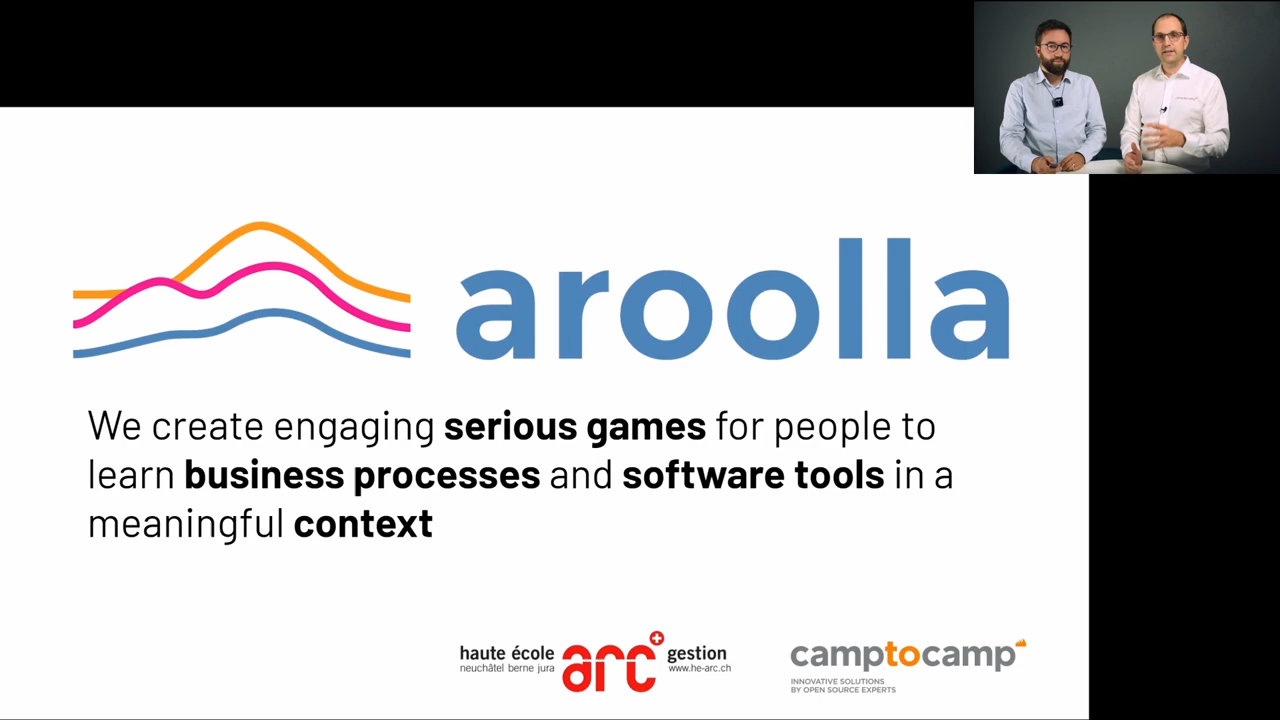 aroolla
We create engaging serious games for people to
learn business processes and software tools in a
meaningful context
haute école arc gestion
neuchâtel berne jura www.he-arc.ch
camptocamp
INNOVATIVE SOLUTIONS
BY OPEN SOURCE EXPERTS